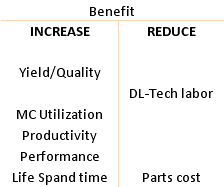 Benefit
INCREASE REDUCE
Yield/Quality
DL-Tech labor
MC Utilization
Productivity
Performance
Life Spand time Parts cost